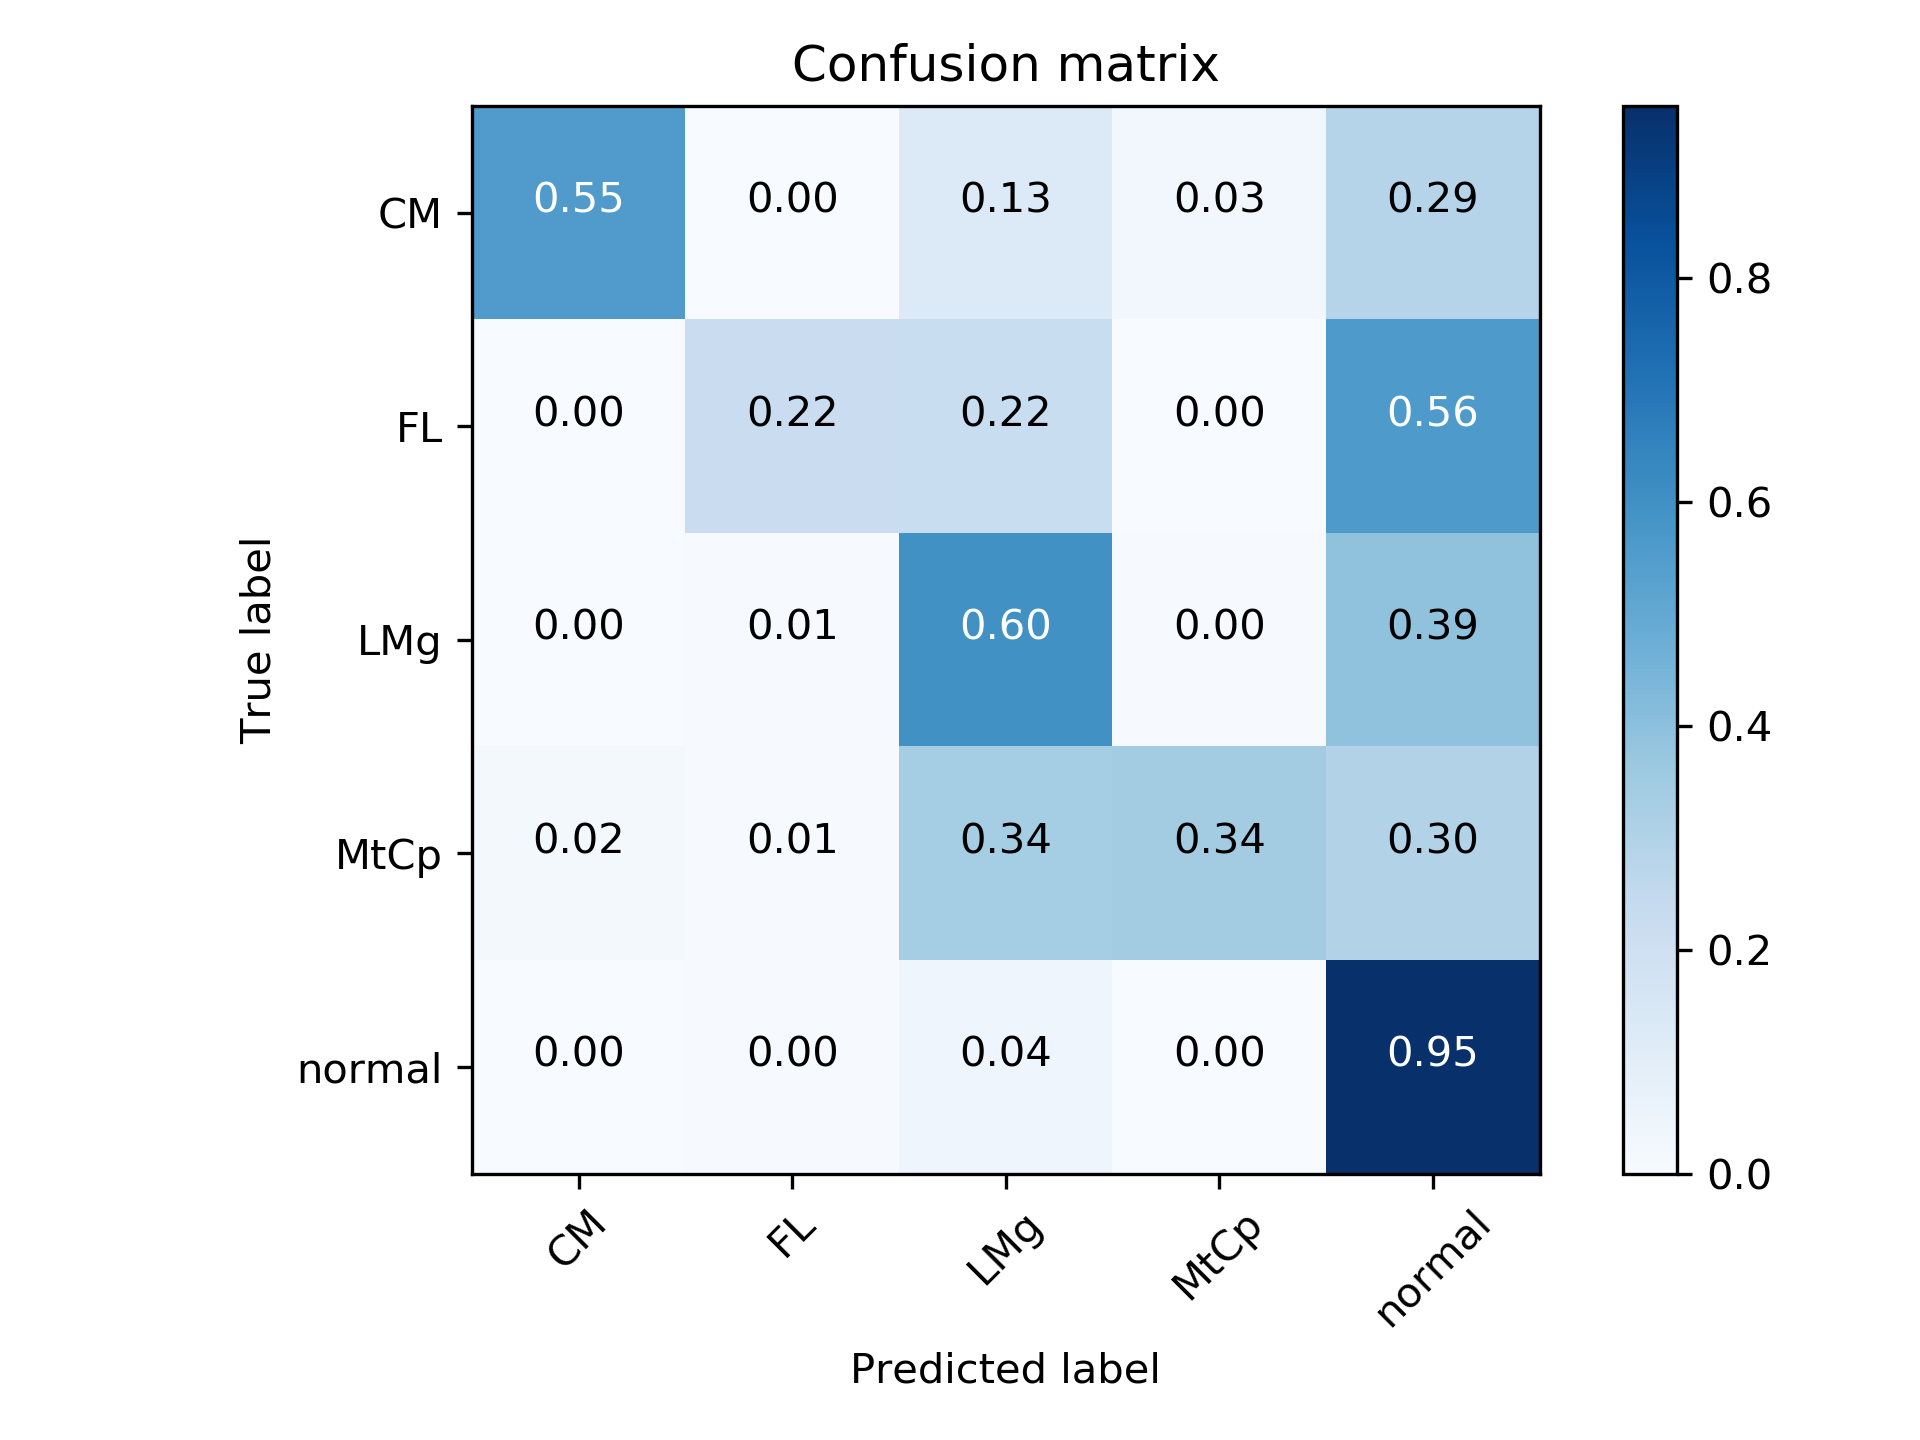 Confusion matrix
CM 0.55 0.00 0.13 0.03 0.29
FL 0.00 0.22 0.22 0.00 0.56
LMg 0.00 0.01 0.60 0.00 0.39
MtCp 0.02 0.01 0.34 0.34 0.30
normal 0.00 0.00 0.04 0.00 0.95
True label
CM FL LMg MtCp normal
Predicted label
0.8
0.6
0.4
0.2
0.0